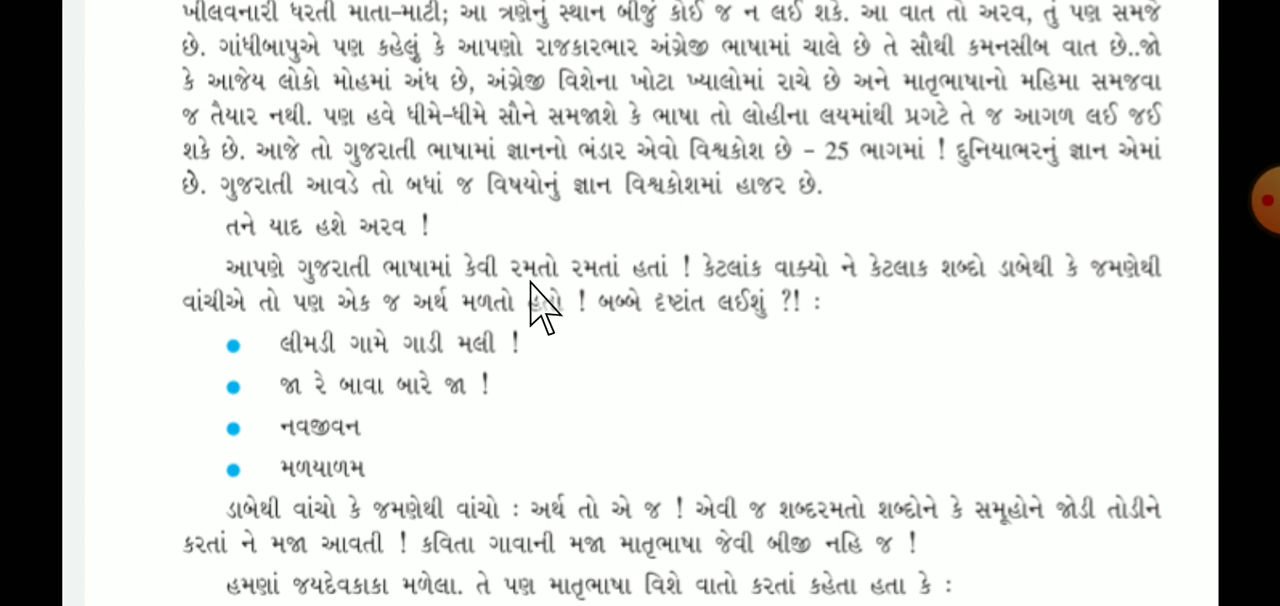 ખીલવનારી ધરતી માતા–માટી; આ ત્રણેનું સ્થાન બીજું કોઈ જ ન લઈ શકે. આ વાત તો અરવ, તું પણ સમજે
છે. ગાંધીબાપુએ પણ કહેલું કે આપણો રાજકારભાર અંગ્રેજી ભાષામાં ચાલે છે તે સૌથી કમનસીબ વાત છે..જો
કે આજેય લોકો મોહમાં અંધ છે, અંગ્રેજી વિશેના ખોટા ખ્યાલોમાં રાચે છે અને માતૃભાષાનો મહિમા સમજવા
જ તૈયાર નથી. પણ હવે ધીમે-ધીમે સૌને સમજાશે કે ભાષા તો લોહીના લયમાંથી પ્રગટે તે જ આગળ લઈ જઈ
શકે છે. આજે તો ગુજરાતી ભાષામાં જ્ઞાનનો ભંડાર એવો વિશ્વકોશ છે – 25 ભાગમાં ! દુનિયાભરનું જ્ઞાન એમાં
છે. ગુજરાતી આવડે તો બધાં જ વિષયોનું જ્ઞાન વિશ્વકોશમાં હાજર છે.
તને યાદ હશે અરવ !
આપણે ગુજરાતી ભાષામાં કેવી રમતો રમતાં હતાં ! કેટલાંક વાક્યો ને કેટલાક શબ્દો ડાબેથી કે જમણેથી
વાંચીએ તો પણ એક જ અર્થ મળતો હતો ! બબ્બે દૃષ્ટાંત લઈશું ?! :
• લીમડી ગામે ગાડી મલી !
• જા રે બાવા બારે જા !
• નવજીવન
• મળયાળમ
ડાબેથી વાંચો કે જમણેથી વાંચો : અર્થ તો એ જ ! એવી જ શબ્દરમતો શબ્દોને કે સમૂહોને જોડી તોડીને
કરતાં ને મજા આવતી ! કવિતા ગાવાની મજા માતૃભાષા જેવી બીજી નહિ જ !
હમણાં જયદેવકાકા મળેલા. તે પણ માતૃભાષા વિશે વાતો કરતાં કહેતા હતા કે :